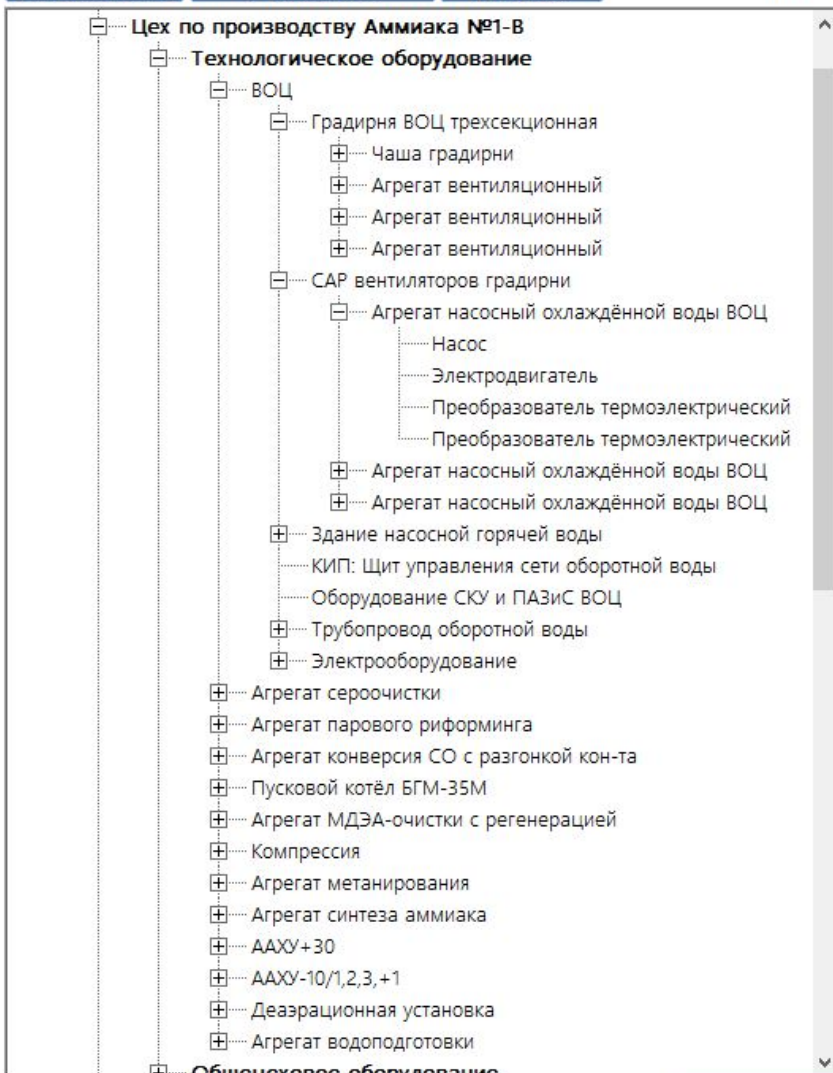 Цех по производству Аммиака №1-В
Технологическое оборудование
ВОЦ
Градирня ВОЦ трехсекционная
Чаша градирни
Агрегат вентиляционный
Агрегат вентиляционный
Агрегат вентиляционный
САР вентиляторов градирни
Агрегат насосный охлаждённой воды ВОЦ
Насос
Электродвигатель
Преобразователь термоэлектрический
Преобразователь термоэлектрический
Агрегат насосный охлаждённой воды ВОЦ
Агрегат насосный охлаждённой воды ВОЦ
Здание насосной горячей воды
КИП: Щит управления сети оборотной воды
Оборудование СКУ и ПАЗиС ВОЦ
Трубопровод оборотной воды
Электрооборудование
Агрегат сероочистки
Агрегат парового риформинга
Агрегат конверсия СО с разгонкой кон-та
Пусковой котёл БГМ-35М
Агрегат МДЭА-очистки с регенерацией
Компрессия
Агрегат метанирования
Агрегат синтеза аммиака
ААХУ+30
ААХУ-10/1,2,3,+1
Деаэрационная установка
Агрегат водоподготовки
Общецеховое оборудование